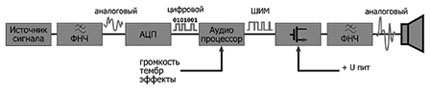 аналоговый
цифровой
0101001
ШИМ
аналоговый
Источник
сигнала
ФНЧ
АЦП
Аудио
процессор
ФНЧ
громкость
тембр
эффекты
+ U пит